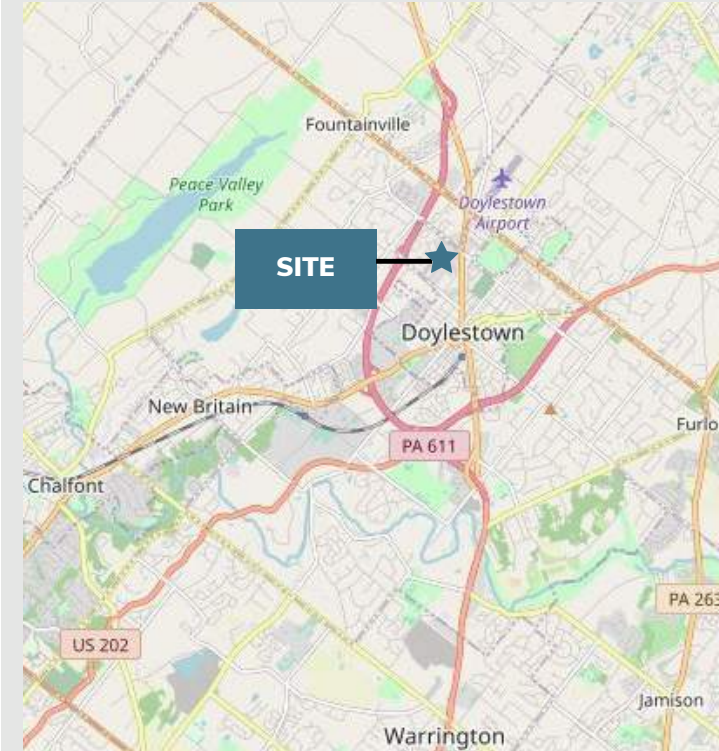 Fountainville
Peace Valley
Park
Doylestown
Airport
SITE
Doylestown
New Britain
Furlo
PA 611
Chalfont
PA 263
US 202
Jamison
Warrington